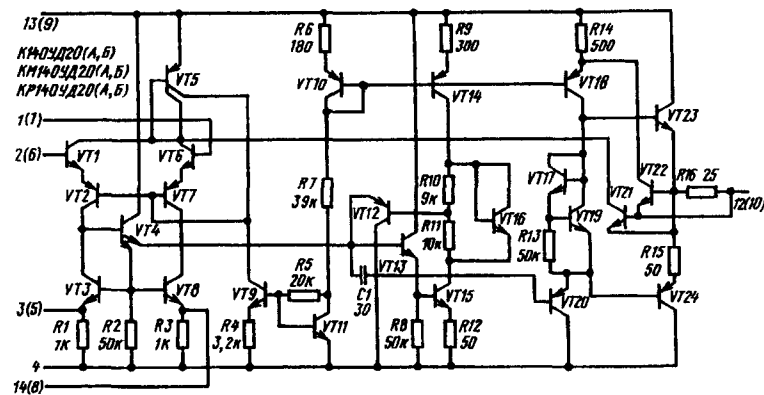 13(9)
К140УД20(А,Б)
КМ140УД20(А,Б)
КР140УД20(А,Б)
1(7)
2(6)
3(5)
4
14(8)
VT1
VT2
VT3
VT4
VT5
VT6
VT7
VT8
VT9
VT10
VT11
VT12
VT13
VT14
VT15
VT16
VT17
VT18
VT19
VT20
VT21
VT22
VT23
VT24
R1
1К
R2
50К
R3
1К
R4
3,2К
R5
20К
R6
180
R7
39К
R8
50К
R9
300
R10
9К
R11
10К
R12
50
R13
50К
R14
500
R15
50
R16 25
C1
30
12(10)